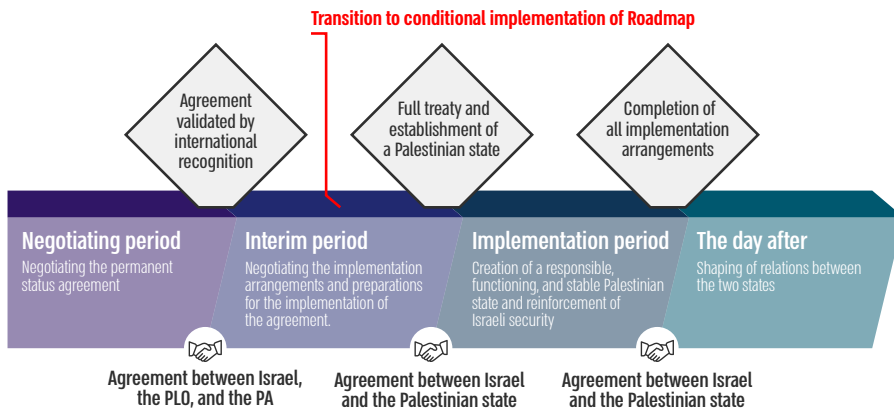 Transition to conditional implementation of Roadmap
Agreement
validated by
international
recognition
Full treaty and
establishment of
a Palestinian state
Completion of
all implementation
arrangements
Negotiating period
Negotiating the permanent
status agreement
Interim period
Negotiating the implementation
arrangements and preparations
for the implementation of
the agreement.
Implementation period
Creation of a responsible,
functioning, and stable Palestinian
state and reinforcement of
Israeli security
The day after
Shaping of relations between
the two states
Agreement between Israel,
the PLO, and the PA
Agreement between Israel
and the Palestinian state
Agreement between Israel
and the Palestinian state